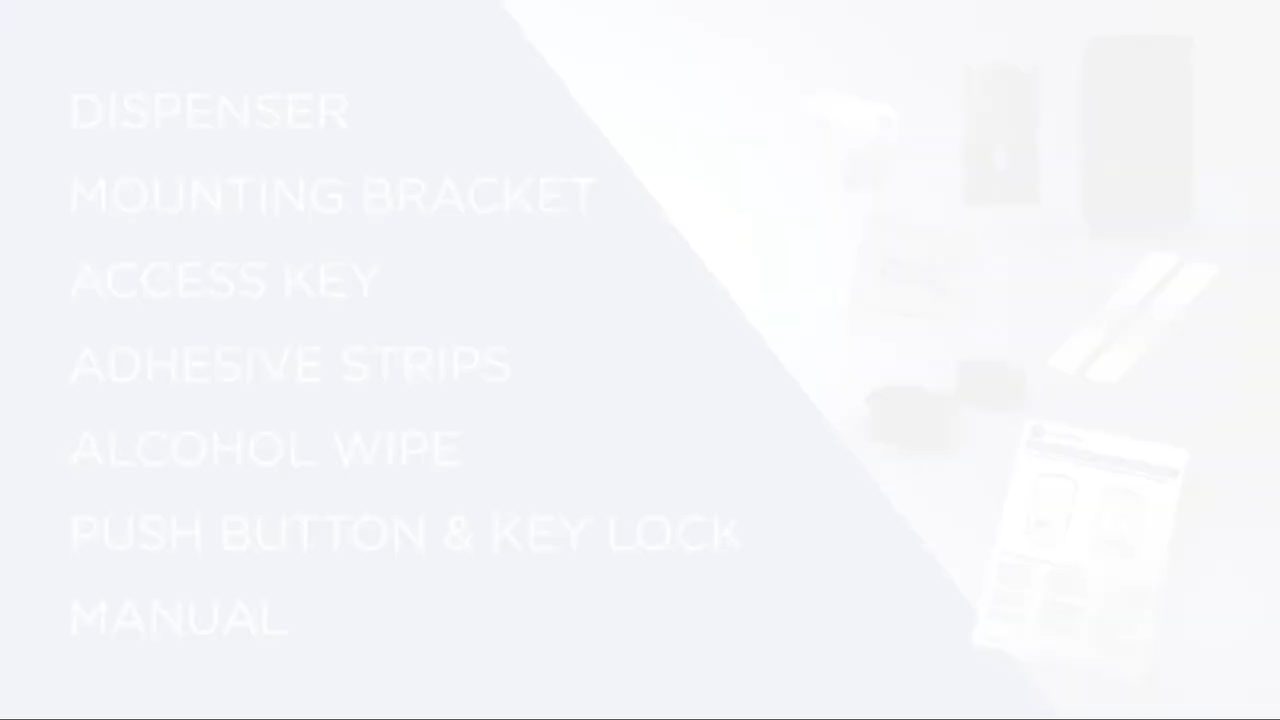 DISPENSER
MOUNTING BRACKET
ACCESS KEY
ADHESIVE STRIPS
ALCOHOL WIPE
PUSH BUTTON & KEY LOCK
MANUAL